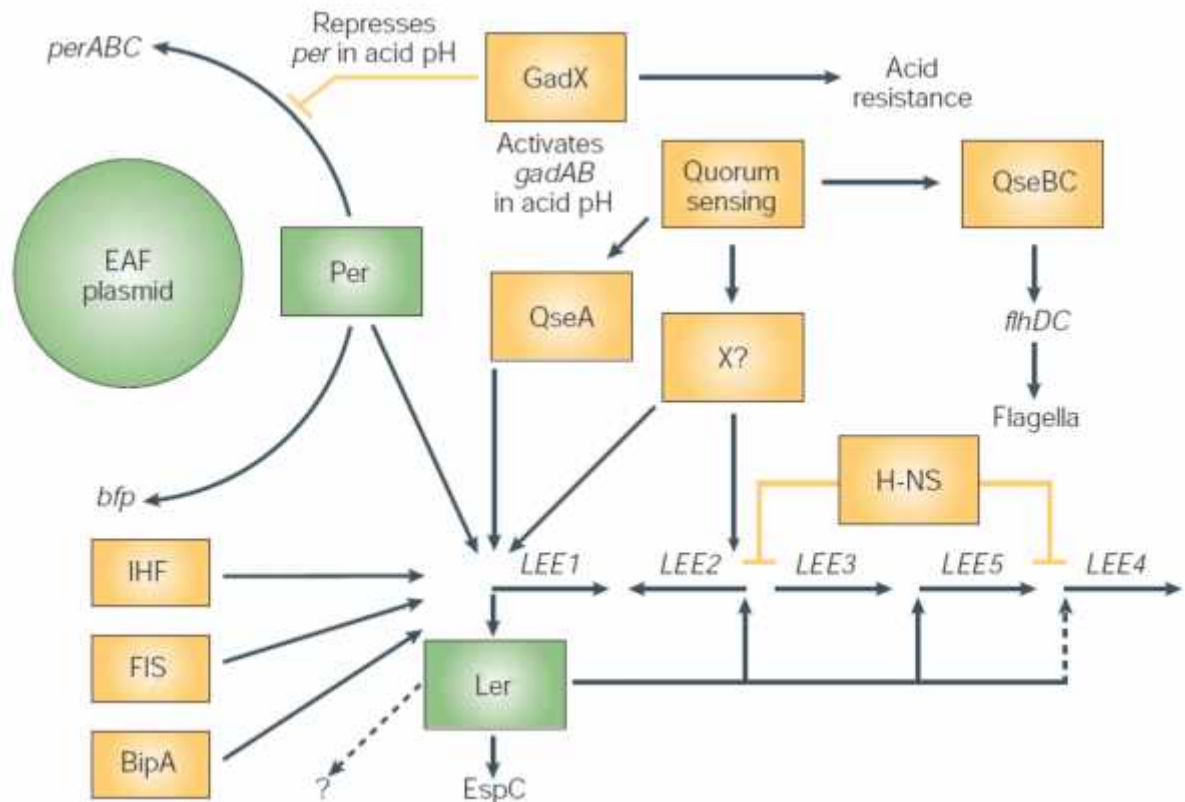 perABC
Represses
per in acid pH
GadX
Acid
resistance
Activates
gadAB
in acid pH
Quorum
sensing
QseBC
EAF
plasmid
Per
QseA
X?
flhDC
Flagella
H-NS
bfp
IHF
LEE1
LEE2
LEE3
LEE5
LEE4
FIS
Ler
BipA
?
EspC